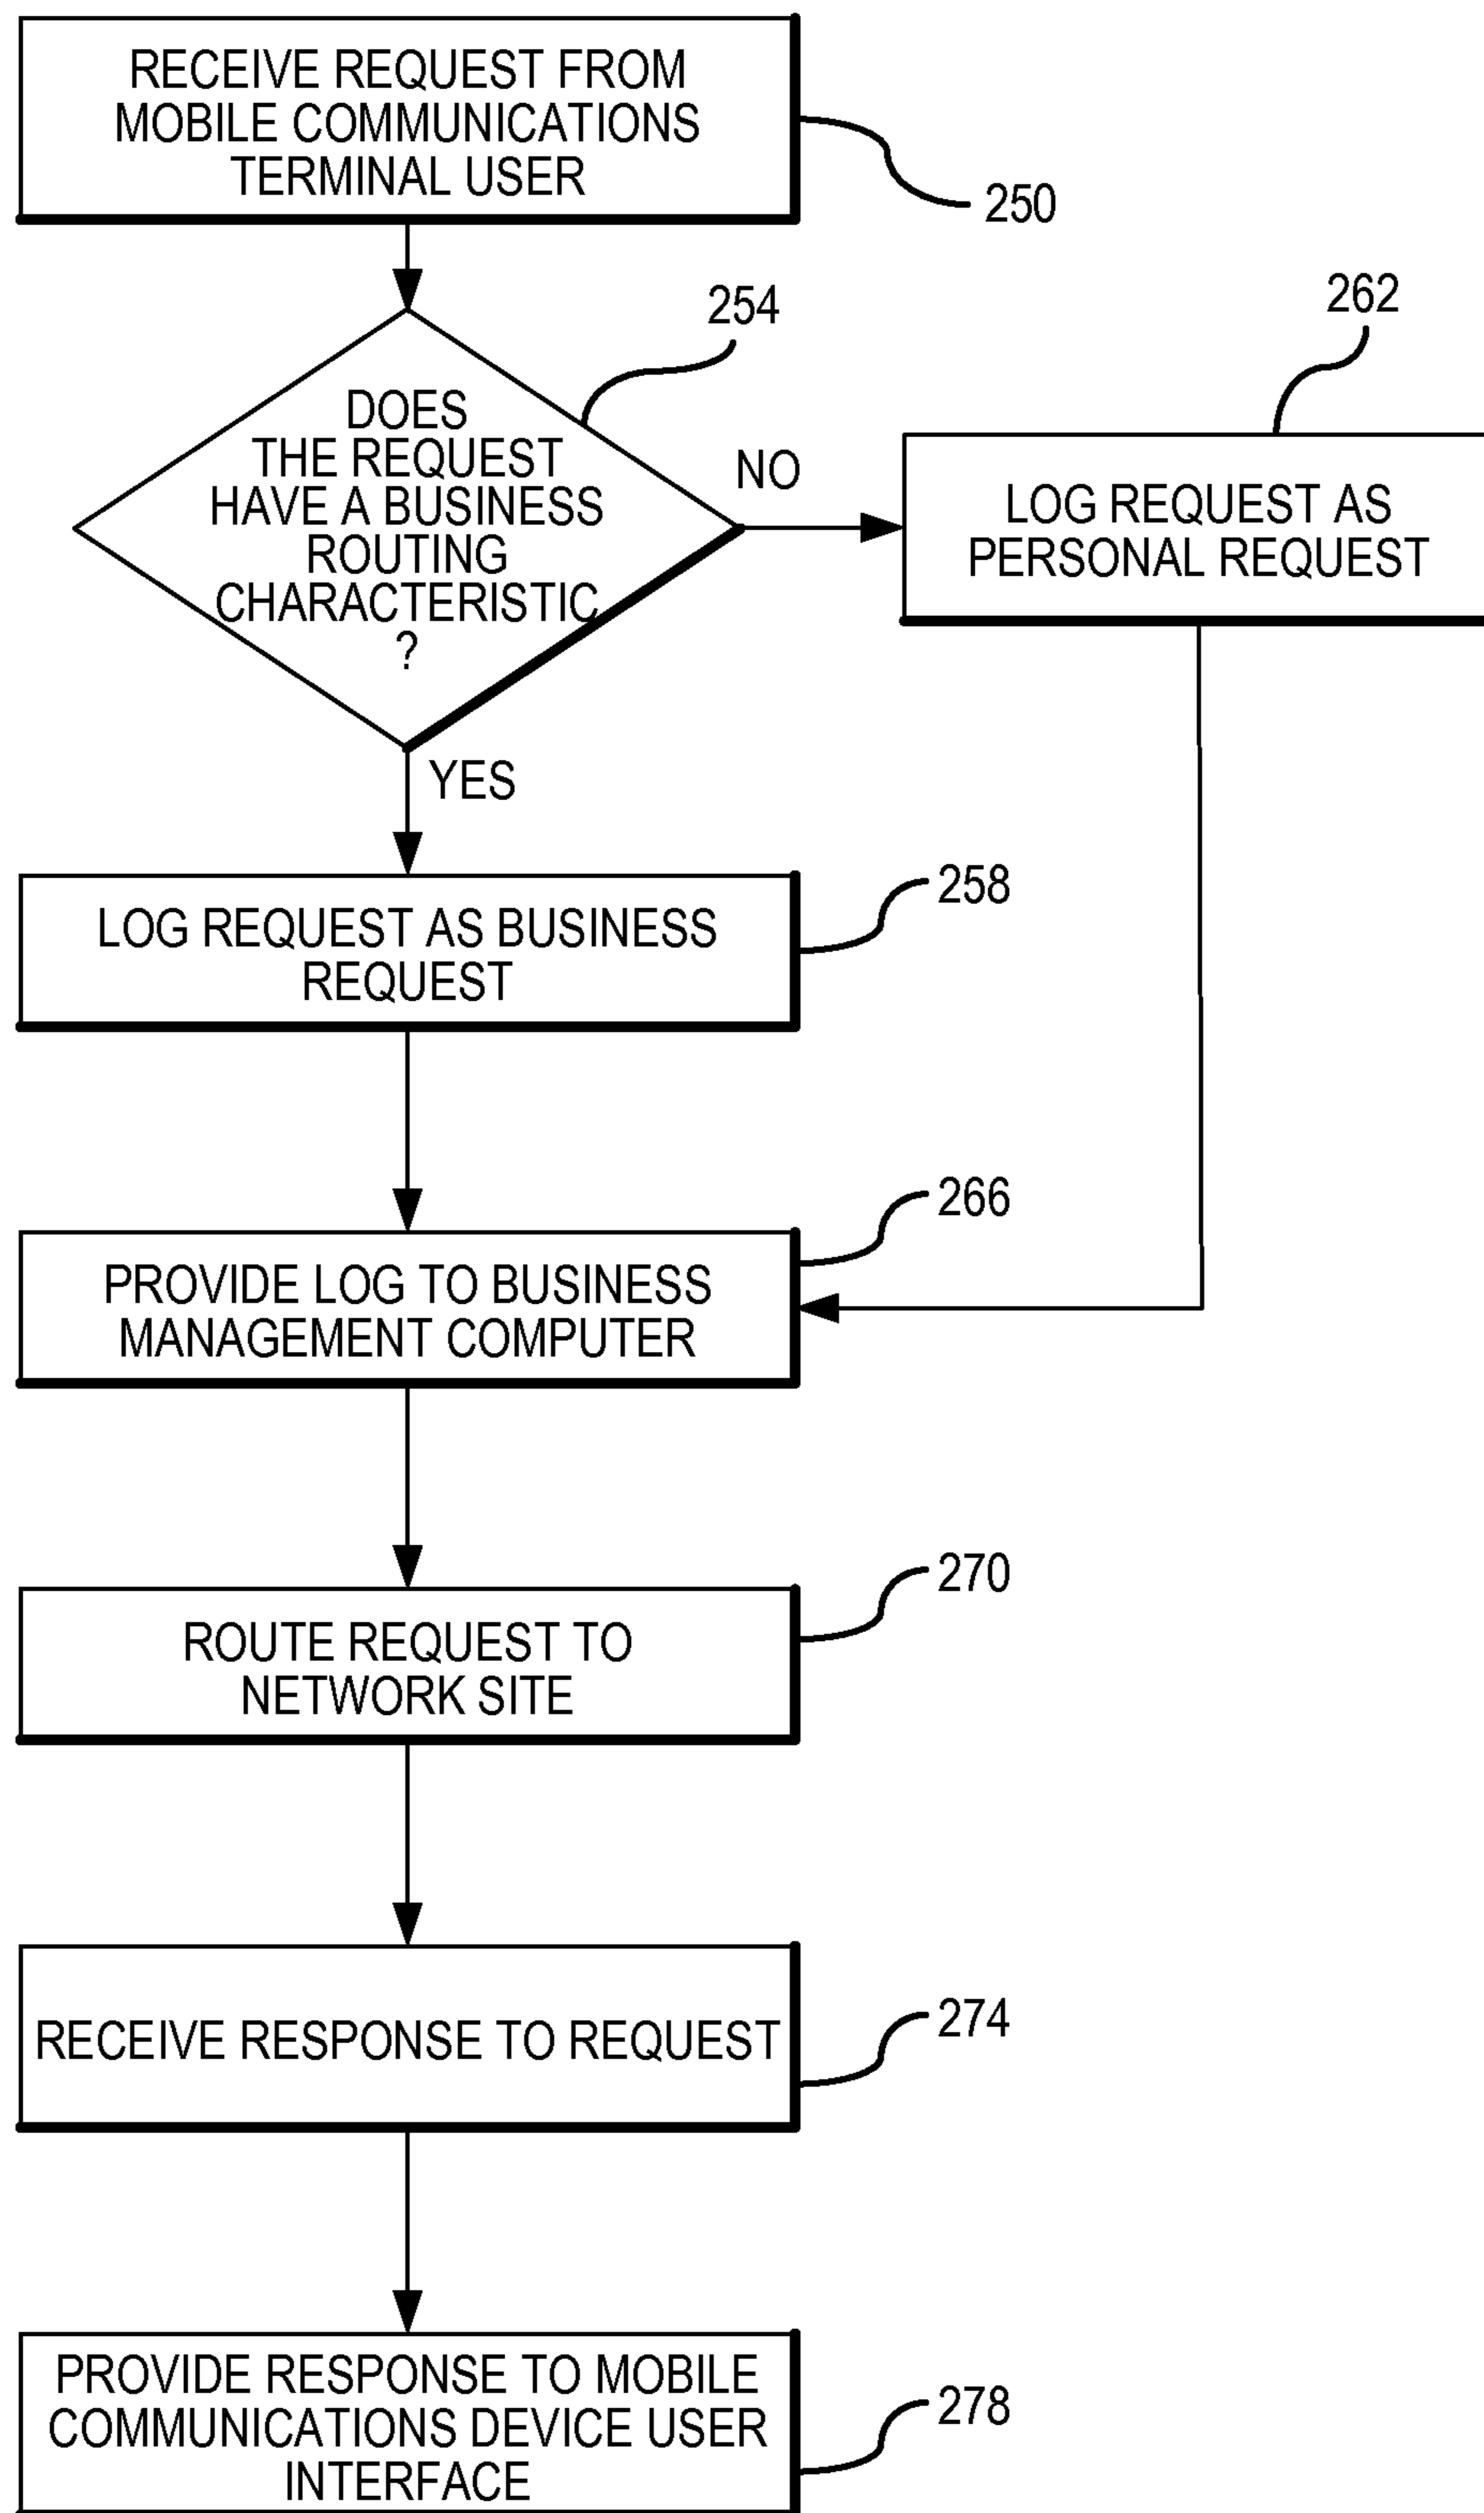 RECEIVE REQUEST FROM
MOBILE COMMUNICATIONS
TERMINAL USER
250
254
262
DOES
THE REQUEST
HAVE A BUSINESS
ROUTING
CHARACTERISTIC
?
NO
LOG REQUEST AS
PERSONAL REQUEST
YES
258
LOG REQUEST AS BUSINESS
REQUEST
266
PROVIDE LOG TO BUSINESS
MANAGEMENT COMPUTER
270
ROUTE REQUEST TO
NETWORK SITE
274
RECEIVE RESPONSE TO REQUEST
PROVIDE RESPONSE TO MOBILE
COMMUNICATIONS DEVICE USER
INTERFACE
278